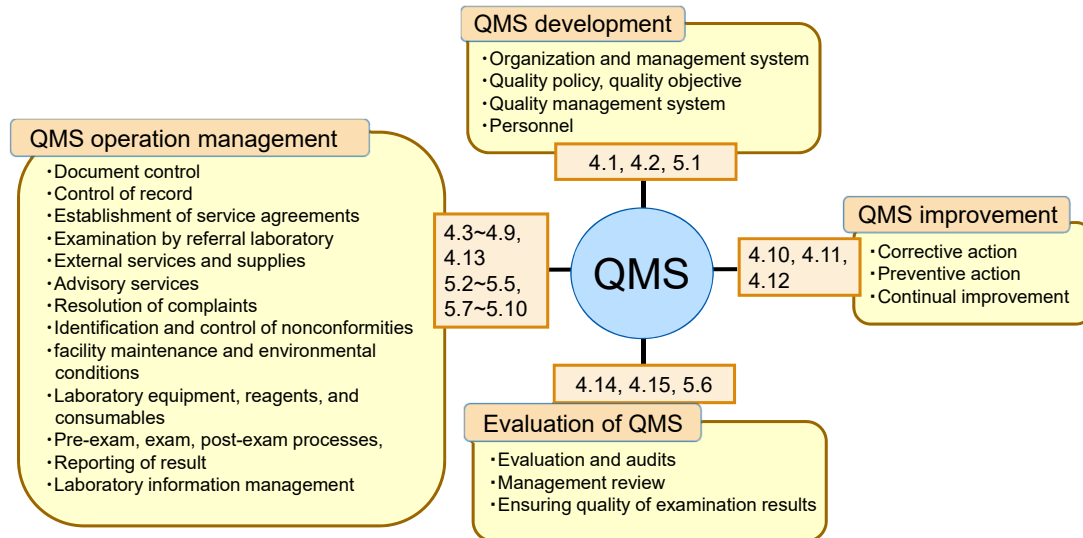 QMS development
・Organization and management system
・Quality policy, quality objective
・Quality management system
・Personnel
4.1, 4.2, 5.1
QMS operation management
・Document control
・Control of record
・Establishment of service agreements
・Examination by referral laboratory
・External services and supplies
・Advisory services
・Resolution of complaints
・Identification and control of nonconformities
・facility maintenance and environmental
conditions
・Laboratory equipment, reagents, and
consumables
・Pre-exam, exam, post-exam processes,
・Reporting of result
・Laboratory information management
4.3~4.9,
4.13
5.2~5.5,
5.7~5.10
QMS
4.10, 4.11,
4.12
QMS improvement
・Corrective action
・Preventive action
・Continual improvement
4.14, 4.15, 5.6
Evaluation of QMS
・Evaluation and audits
・Management review
・Ensuring quality of examination results